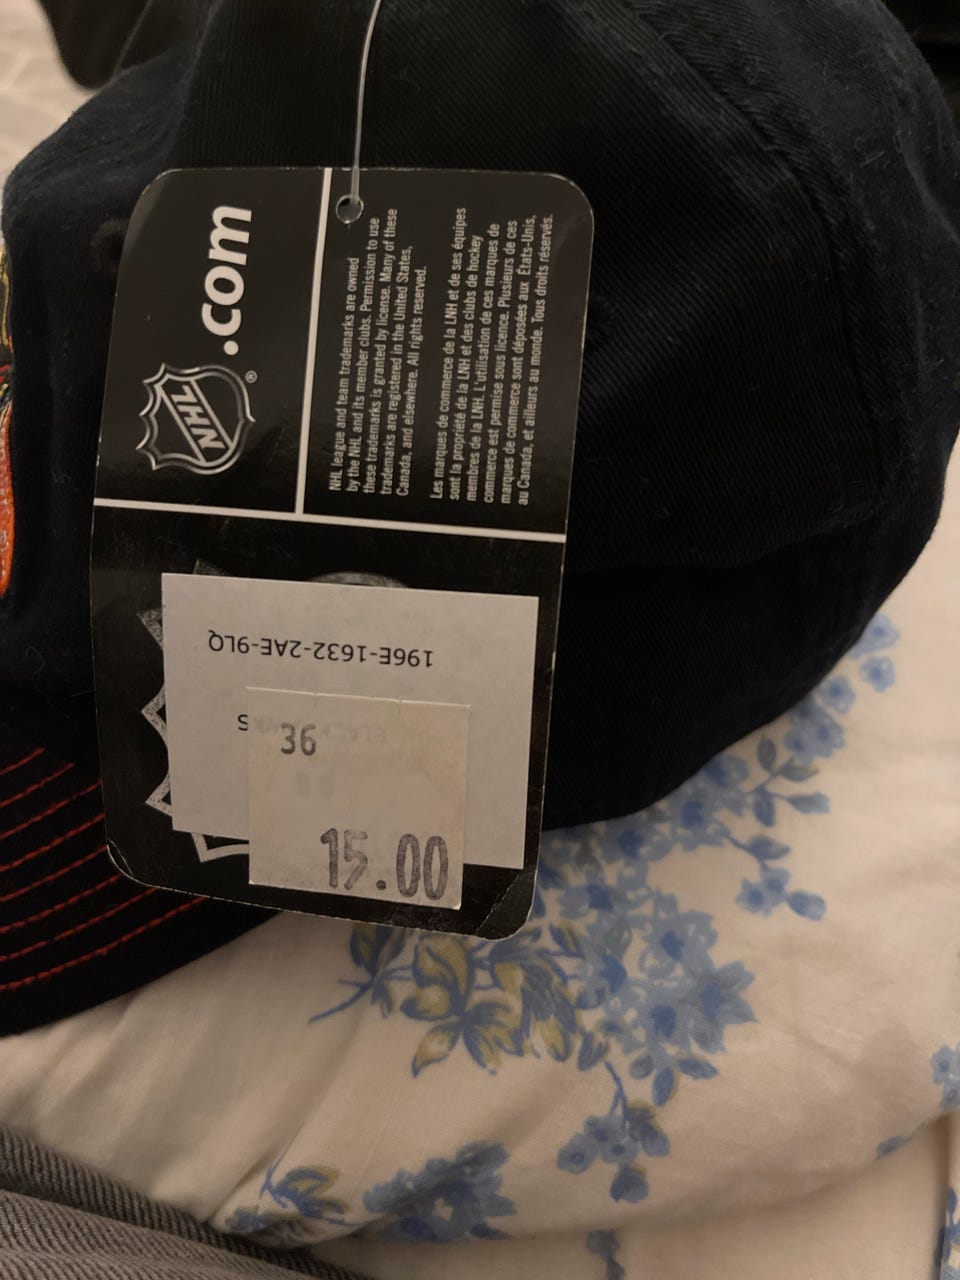 NHL ® .com
NHL league and team trademarks are owned
by the NHL and its member clubs. Permission to use
these trademarks is granted by license. Many of these
trademarks are registered in the United States,
Canada, and elsewhere. All rights reserved.
Les marques de commerce de la LNH et de ses équipes
sont la propriété de la LNH et des clubs de hockey
membres de la LNH. L'utilisation de ces marques de
commerce est permise sous licence. Plusieurs de ces
marques de commerce sont déposées aux États-Unis,
au Canada, et ailleurs au monde. Tous droits réservés.
196E-1632-2AE-9LQ
36
15.00